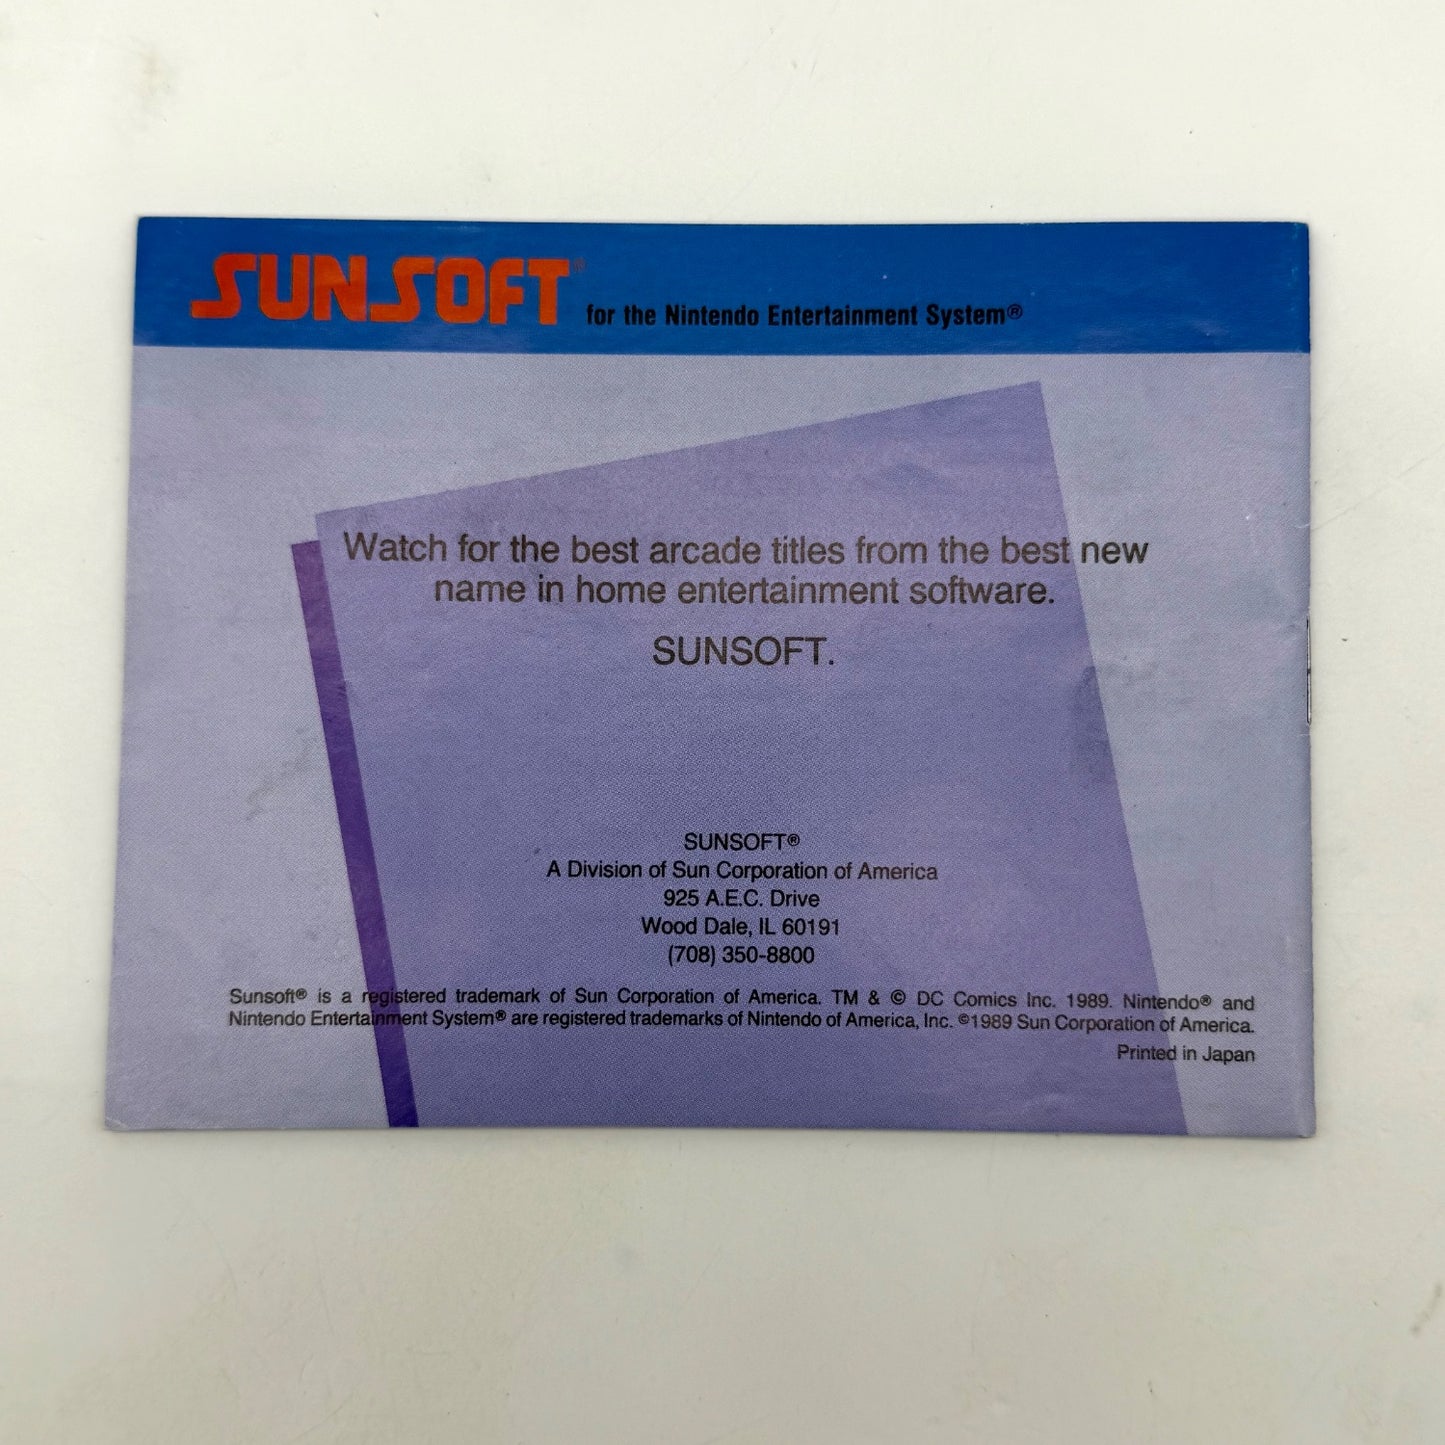 SUNSOFT®
for the Nintendo Entertainment System®
Watch for the best arcade titles from the best new
name in home entertainment software.
SUNSOFT.
SUNSOFT®
A Division of Sun Corporation of America
925 A.E.C. Drive
Wood Dale, IL 60191
(708) 350-8800
Sunsoft® is a registered trademark of Sun Corporation of America. TM & © DC Comics Inc. 1989. Nintendo® and
Nintendo Entertainment System® are registered trademarks of Nintendo of America, Inc. ©1989 Sun Corporation of America.
Printed in Japan